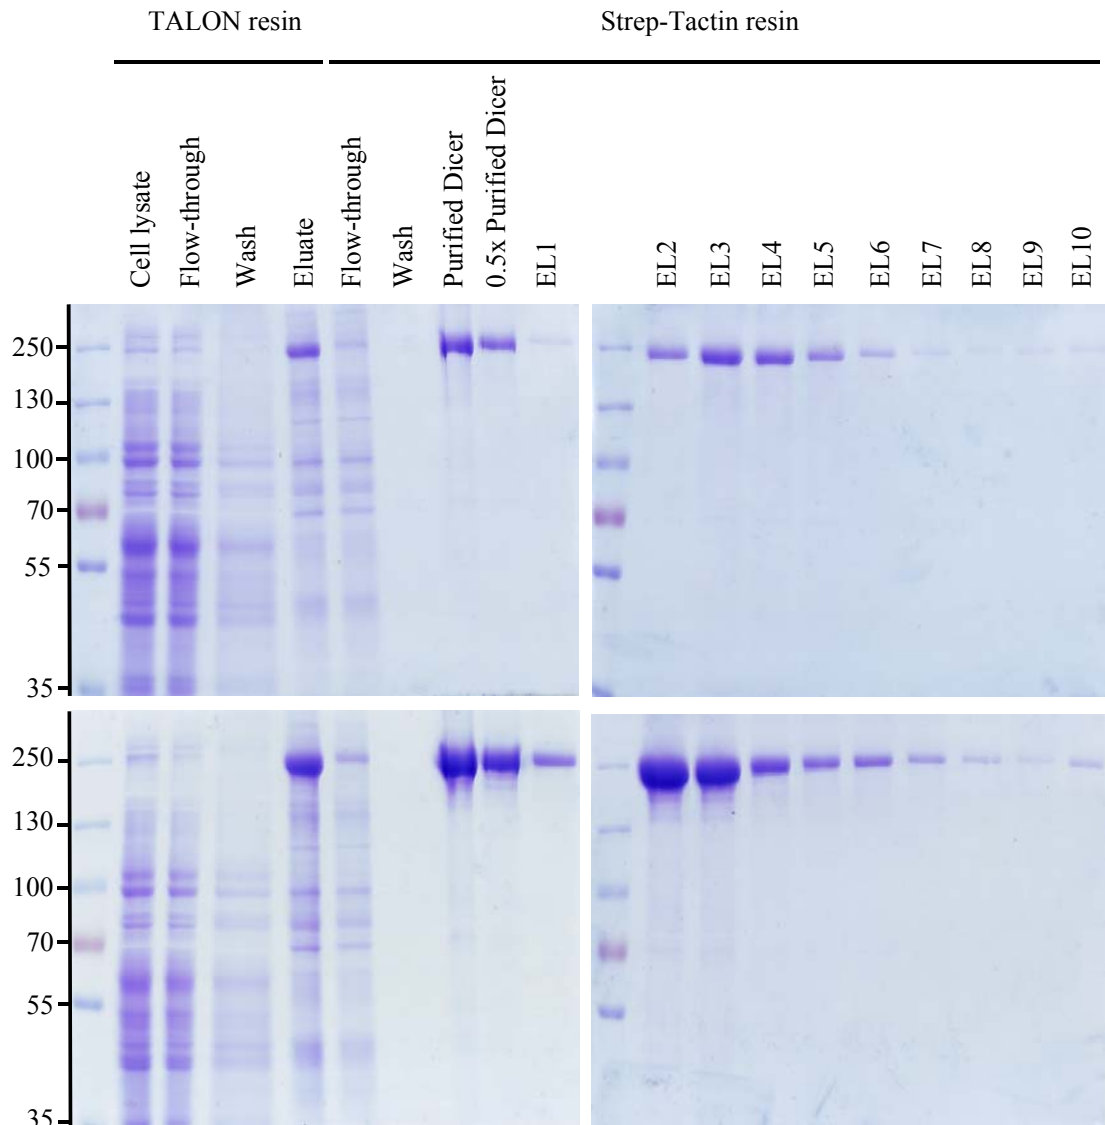 TALON resin
Strep-Tactin resin
Cell lysate
Flow-through
Wash
Eluate
Flow-through
Wash
Purified Dicer
0.5x Purified Dicer
EL1
EL2
EL3
EL4
EL5
EL6
EL7
EL8
EL9
EL10
250
130
100
70
55
35
250
130
100
70
55
35